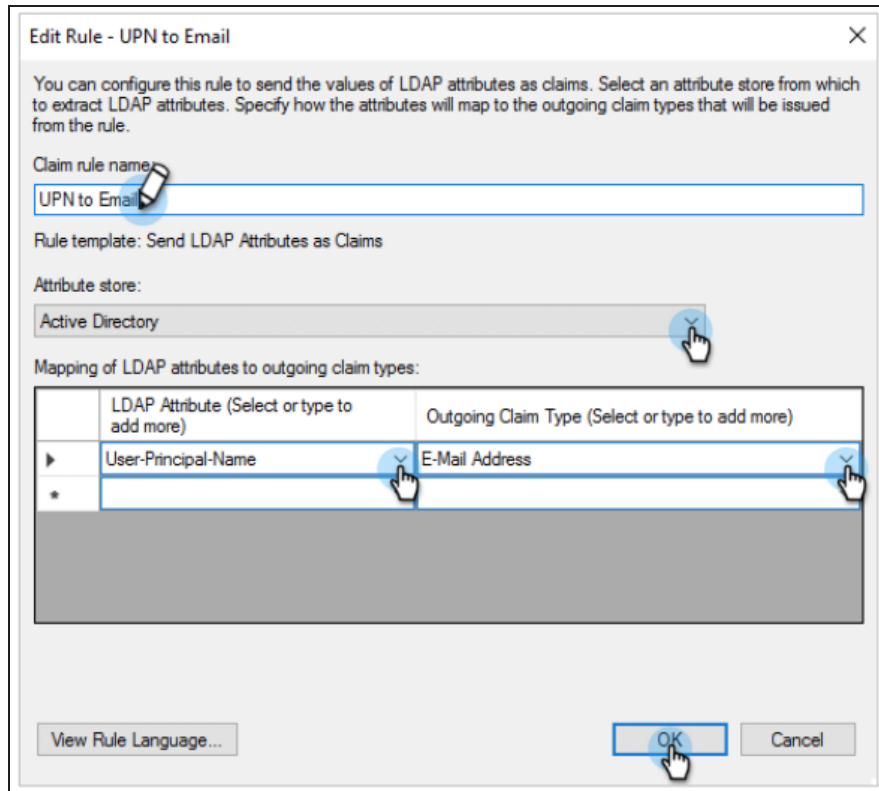 Edit Rule - UPN to Email
You can configure this rule to send the values of LDAP attributes as claims. Select an attribute store from which
to extract LDAP attributes. Specify how the attributes will map to the outgoing claim types that will be issued
from the rule.
Claim rule name:
UPN to Email
Rule template: Send LDAP Attributes as Claims
Attribute store:
Active Directory
Mapping of LDAP attributes to outgoing claim types:
LDAP Attribute (Select or type to
add more)
Outgoing Claim Type (Select or type to add more)
User-Principal-Name
E-Mail Address
View Rule Language...
OK
Cancel